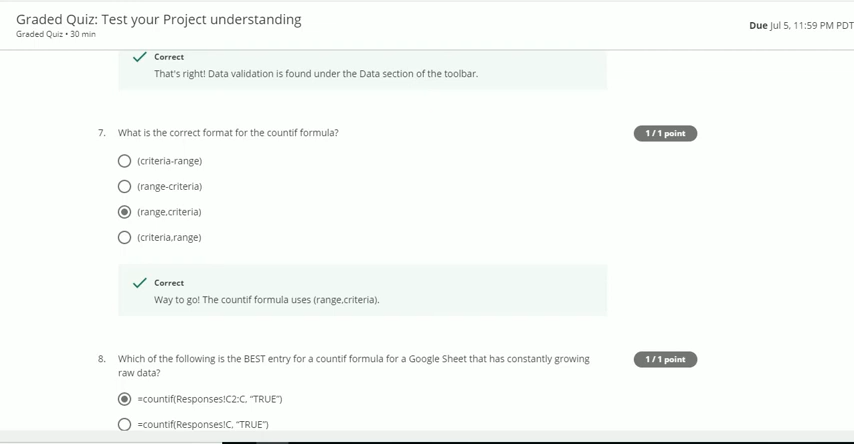 Graded Quiz: Test your Project understanding
Graded Quiz • 30 min
Due Jul 5, 11:59 PM PDT
Correct
That's right! Data validation is found under the Data section of the toolbar.
7. What is the correct format for the countif formula?
1 / 1 point
(criteria-range)
(range-criteria)
(range,criteria)
(criteria,range)
Correct
Way to go! The countif formula uses (range,criteria).
8. Which of the following is the BEST entry for a countif formula for a Google Sheet that has constantly growing
raw data?
1 / 1 point
=countif(Responses!C2:C, "TRUE")
=countif(Responses!C, "TRUE")